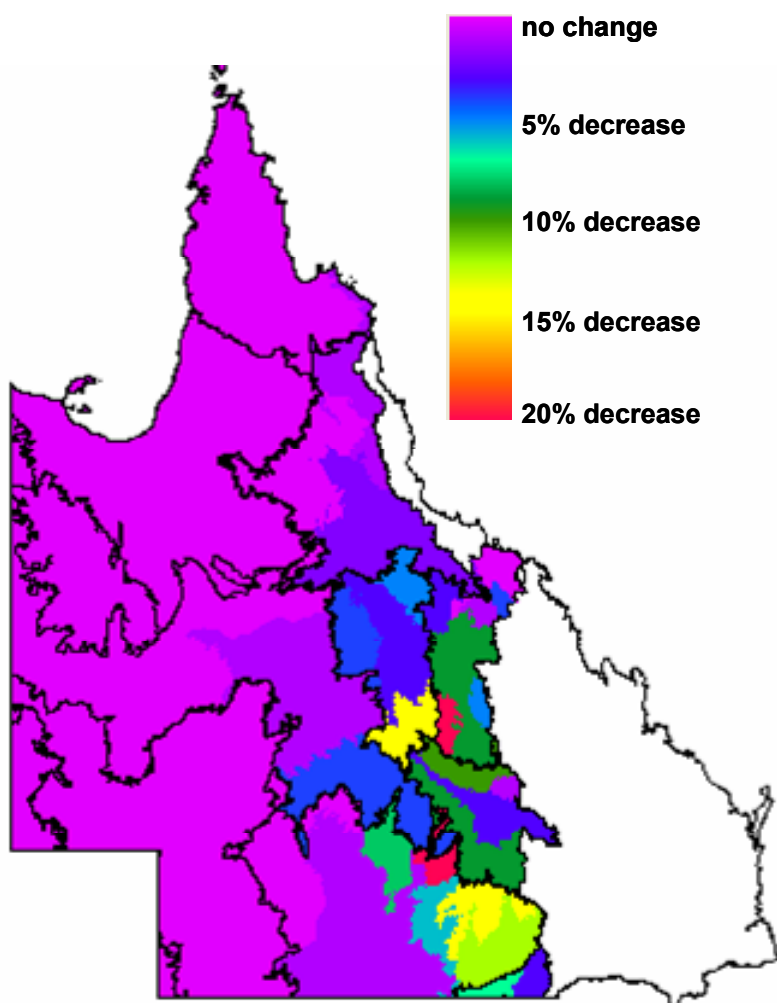 no change
5% decrease
10% decrease
15% decrease
20% decrease